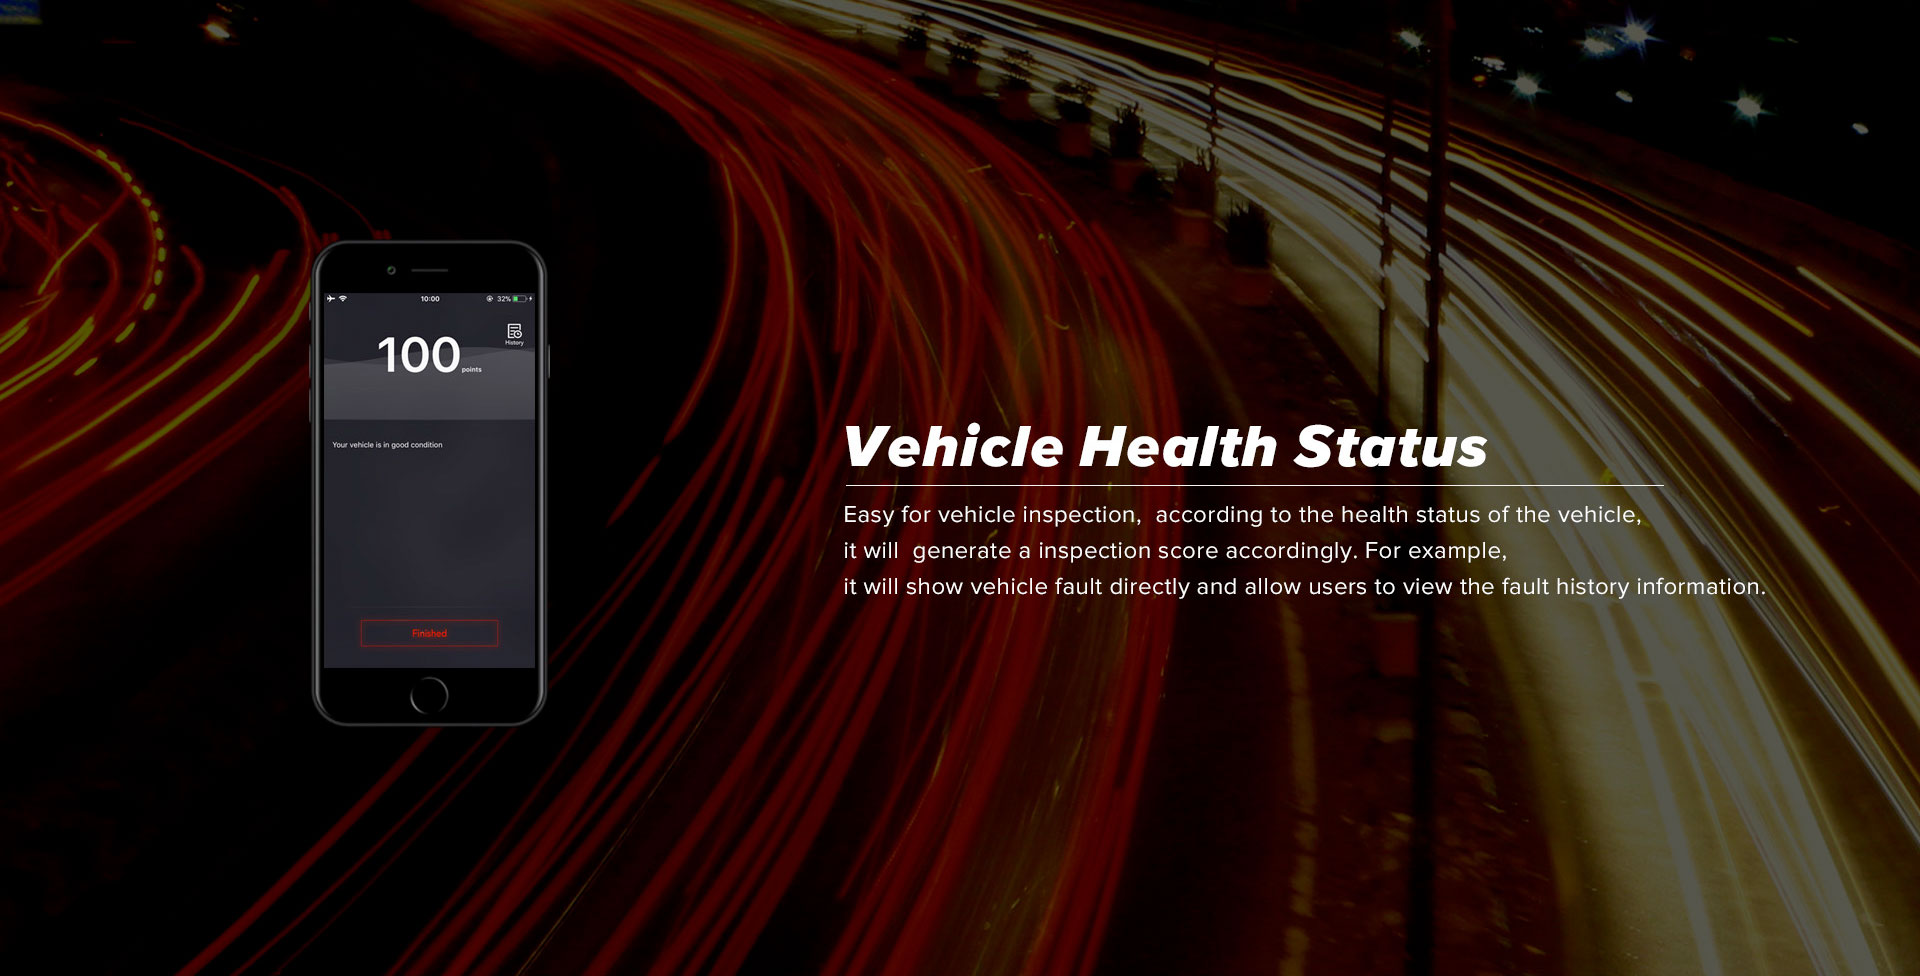 10:00
32%
100 points
History
Your vehicle is in good condition
Finished
Vehicle Health Status
Easy for vehicle inspection, according to the health status of the vehicle,
it will generate a inspection score accordingly. For example,
it will show vehicle fault directly and allow users to view the fault history information.